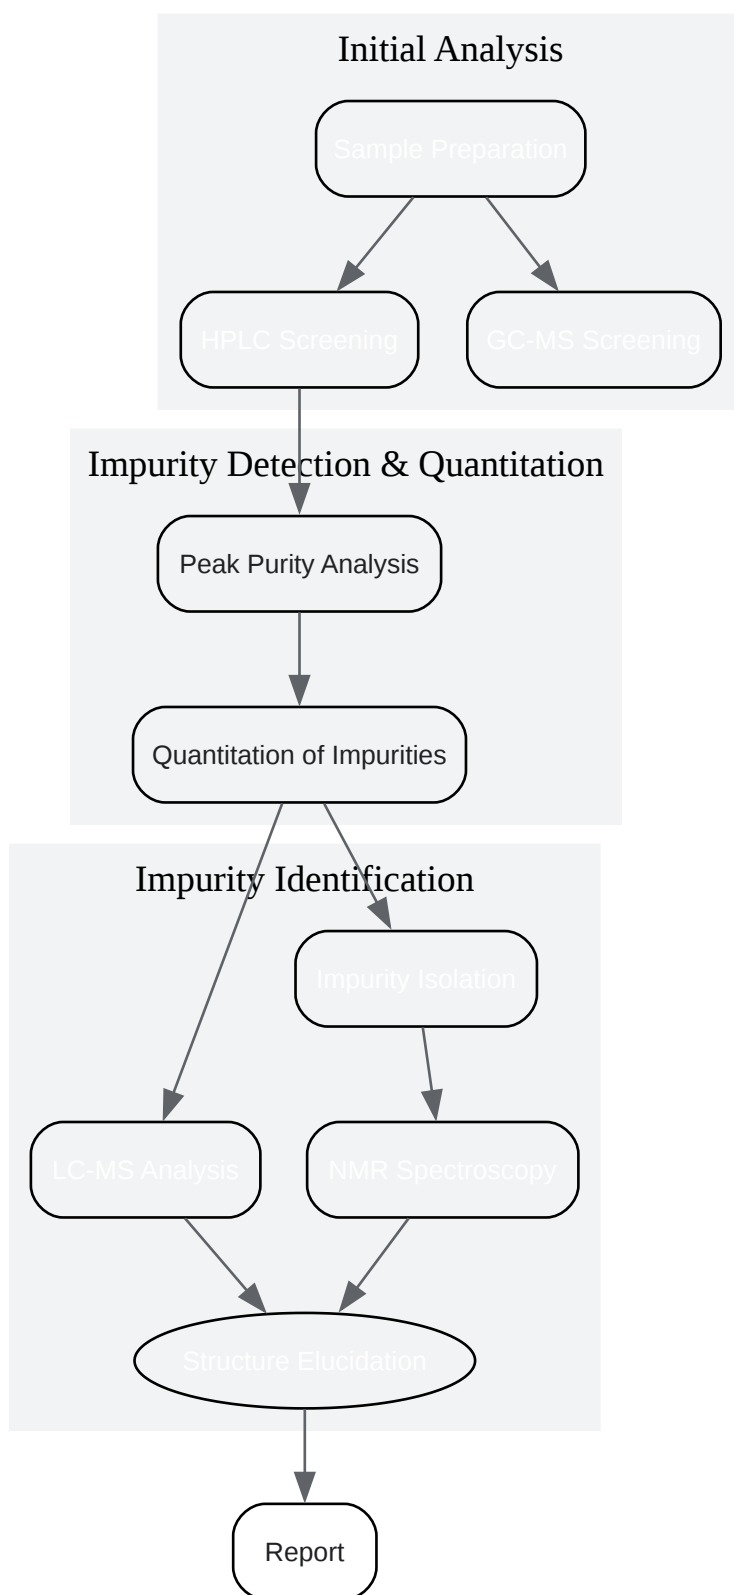 Initial Analysis
Sample Preparation
HPLC Screening
GC-MS Screening
Impurity Detection & Quantitation
Peak Purity Analysis
Quantitation of Impurities
Impurity Identification
Impurity Isolation
LC-MS Analysis
NMR Spectroscopy
Structure Elucidation
Report